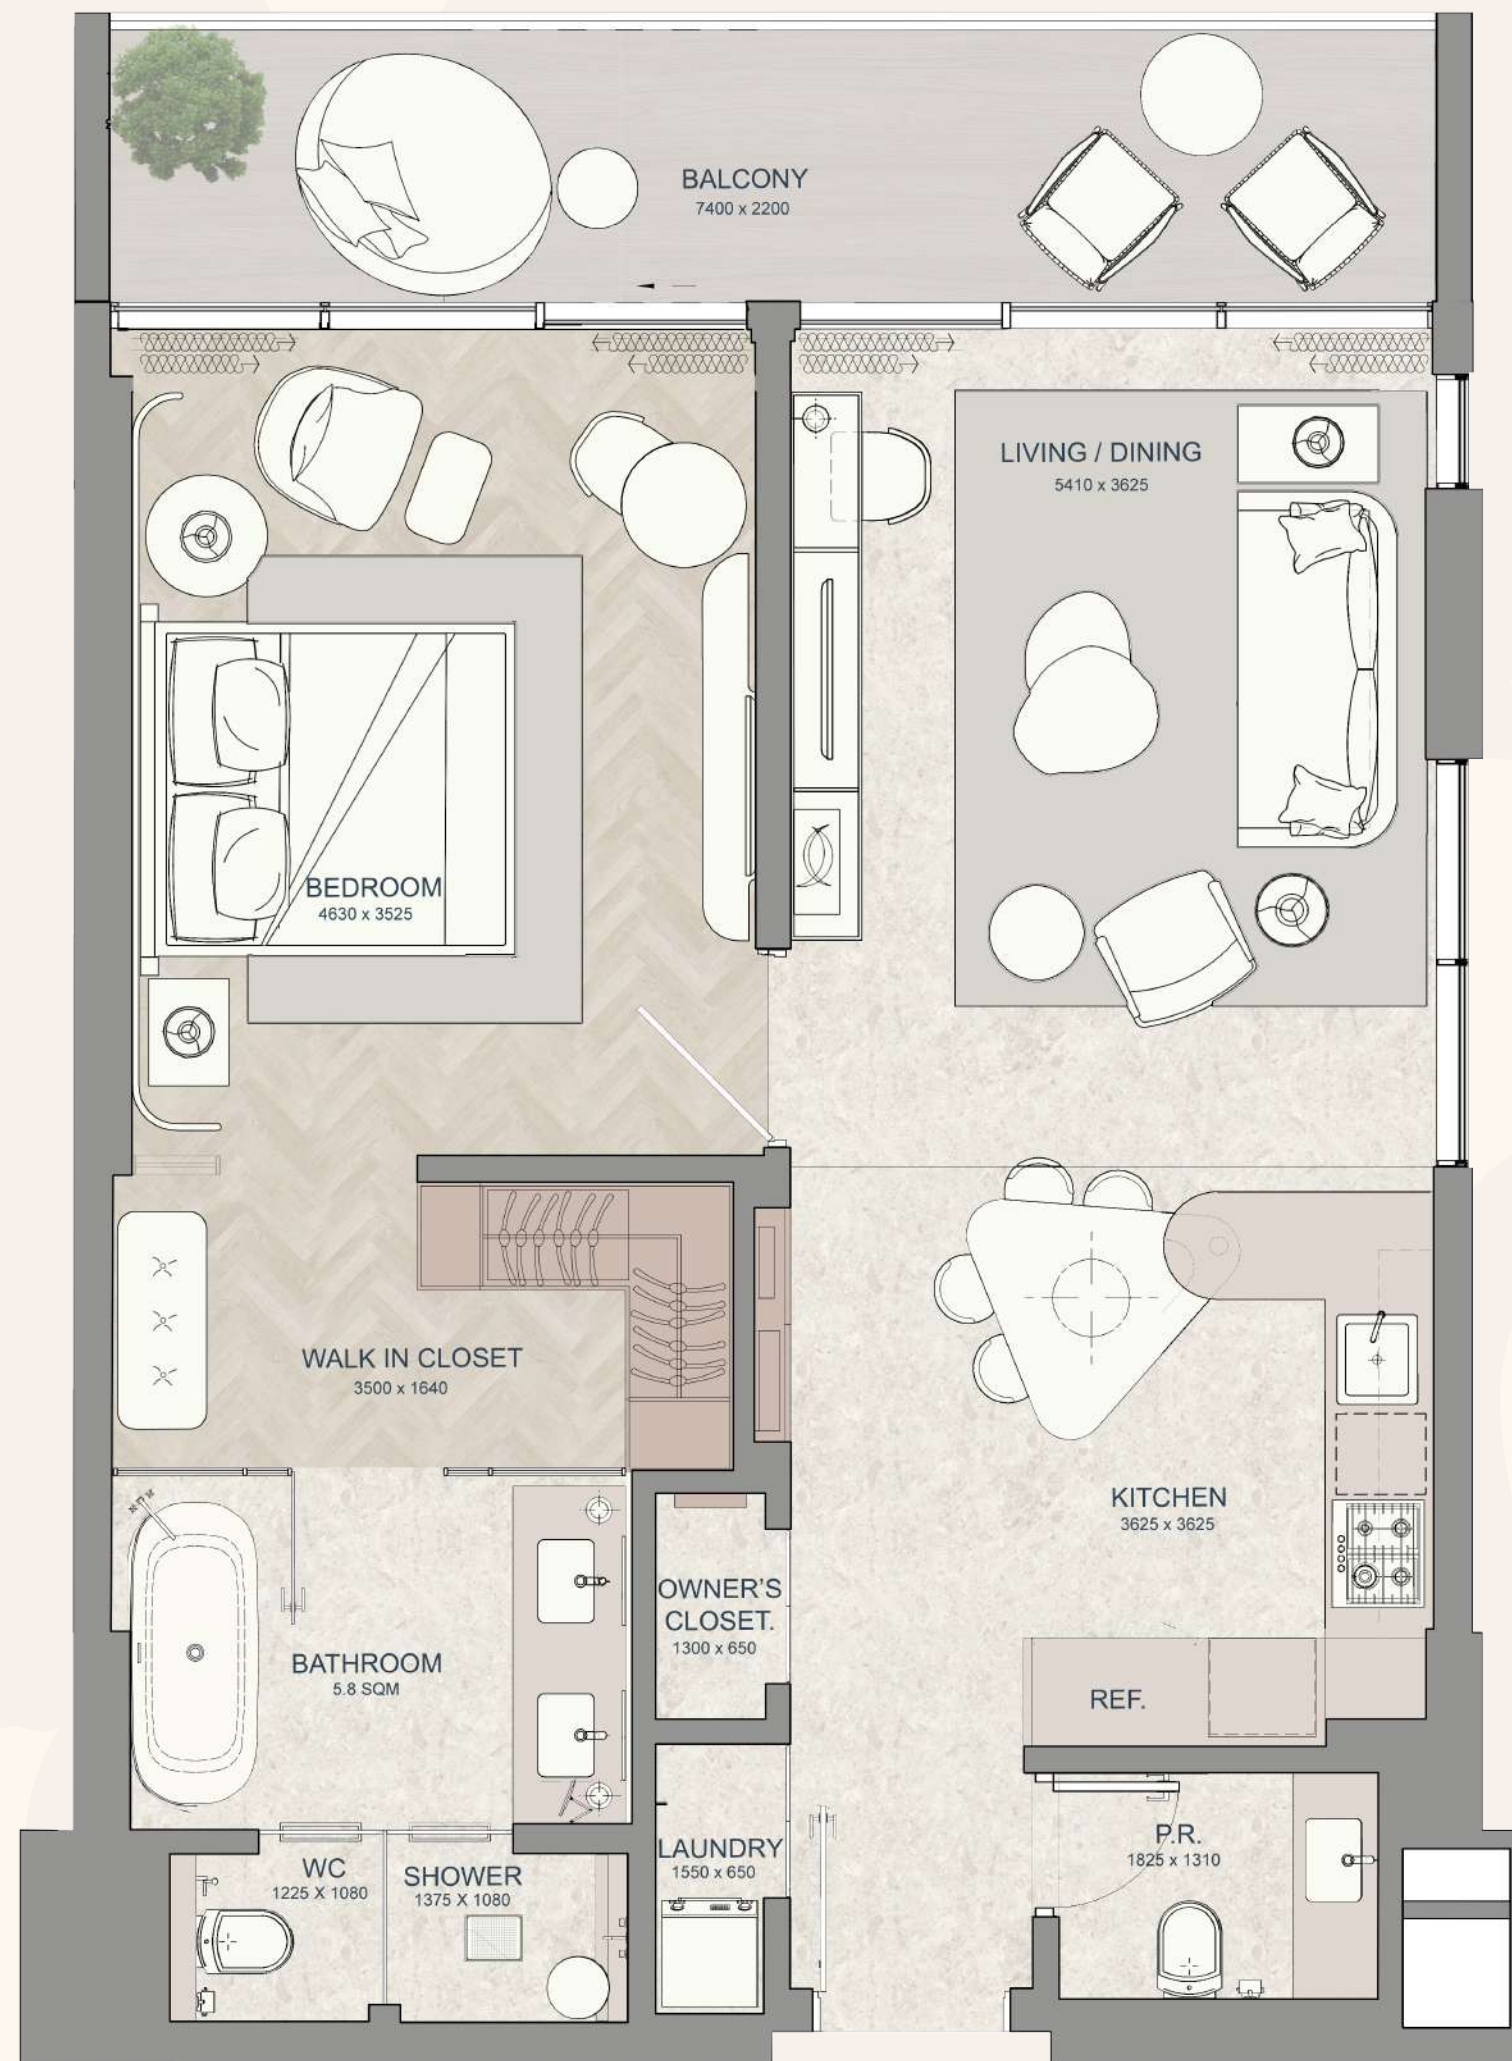 BALCONY
7400 x 2200
LIVING / DINING
5410 x 3625
BEDROOM
4630 x 3525
WALK IN CLOSET
3500 x 1640
KITCHEN
3625 x 3625
OWNER'S
CLOSET.
1300 x 650
BATHROOM
5.8 SQM
REF.
LAUNDRY
1550 x 650
P.R.
1825 x 1310
WC
1225 X 1080
SHOWER
1375 X 1080